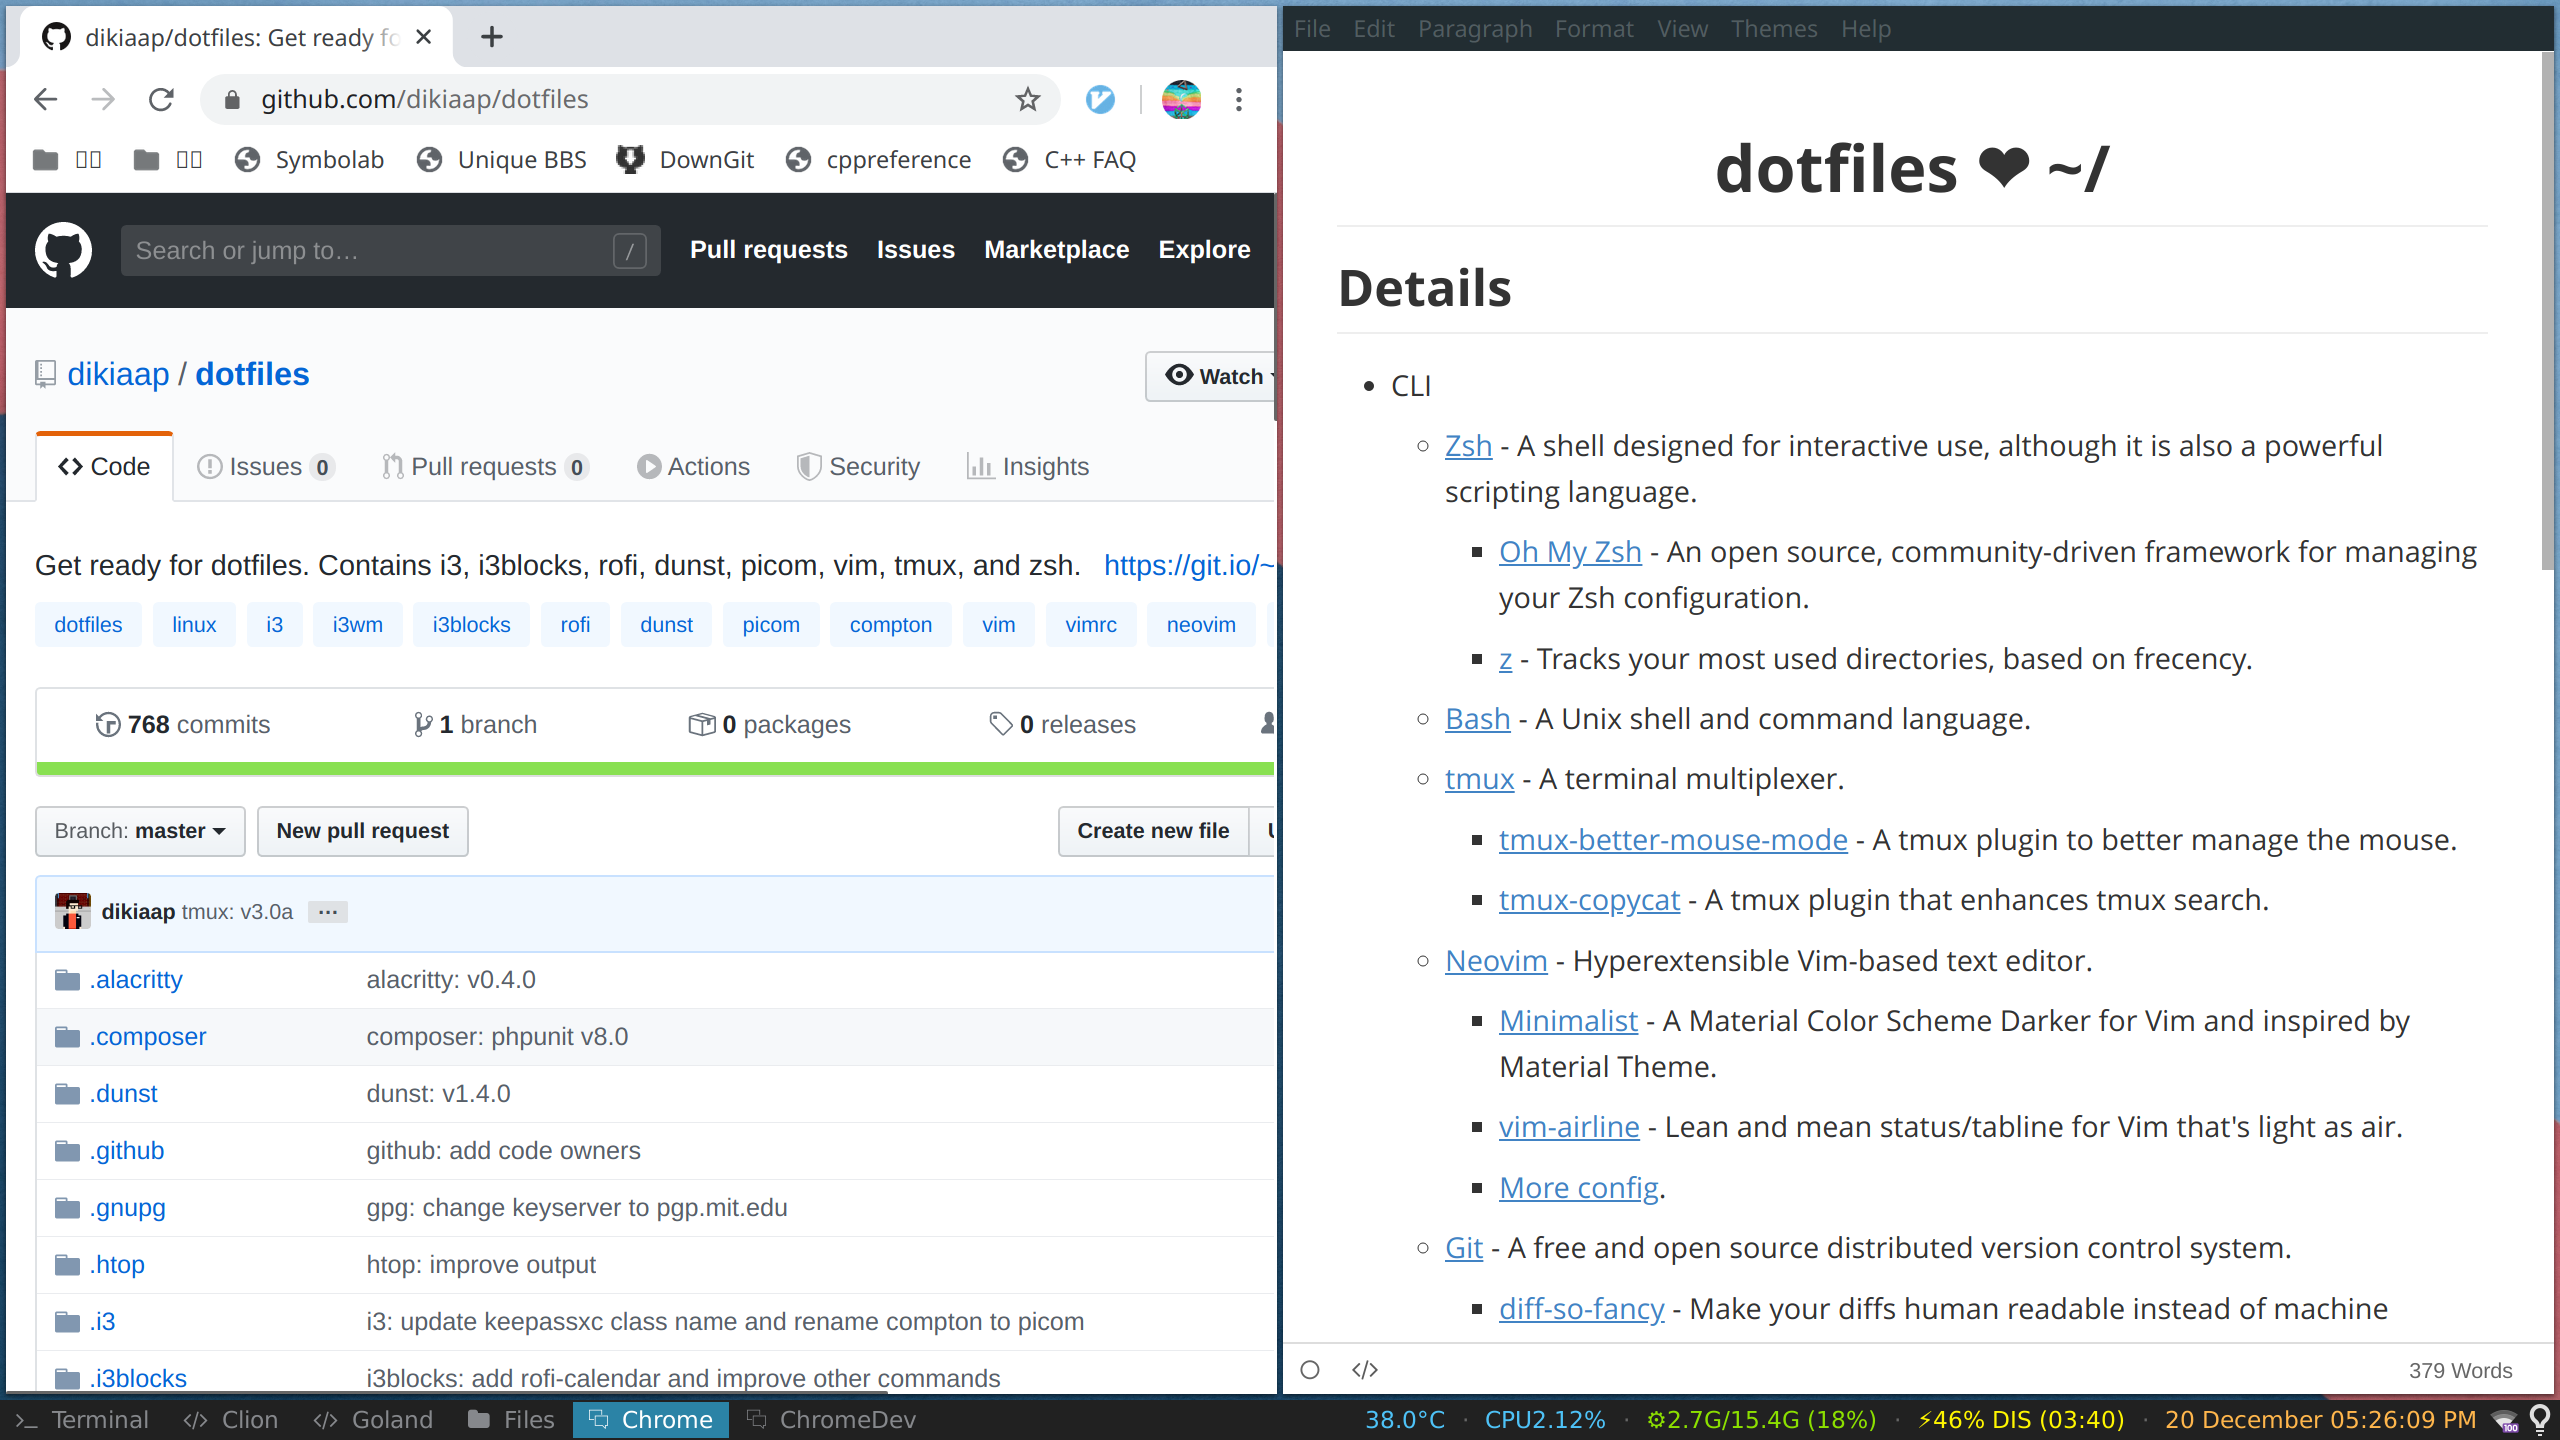 dikiaap/dotfiles: Get ready fo
github.com/dikiaap/dotfiles
Symbolab
Unique BBS
DownGit
cppreference
C++ FAQ
Search or jump to…
/
Pull requests
Issues
Marketplace
Explore
dikiaap / dotfiles
Watch
Code
Issues 0
Pull requests 0
Actions
Security
Insights
Get ready for dotfiles. Contains i3, i3blocks, rofi, dunst, picom, vim, tmux, and zsh. https://git.io/~
dotfiles
linux
i3
i3wm
i3blocks
rofi
dunst
picom
compton
vim
vimrc
neovim
768 commits
1 branch
0 packages
0 releases
Branch: master
New pull request
Create new file
dikiaap tmux: v3.0a …
.alacritty alacritty: v0.4.0
.composer composer: phpunit v8.0
.dunst dunst: v1.4.0
.github github: add code owners
.gnupg gpg: change keyserver to pgp.mit.edu
.htop htop: improve output
.i3 i3: update keepassxc class name and rename compton to picom
.i3blocks i3blocks: add rofi-calendar and improve other commands
File Edit Paragraph Format View Themes Help
dotfiles ❤ ~/
Details
• CLI
Zsh - A shell designed for interactive use, although it is also a powerful
scripting language.
Oh My Zsh - An open source, community-driven framework for managing
your Zsh configuration.
z - Tracks your most used directories, based on frecency.
Bash - A Unix shell and command language.
tmux - A terminal multiplexer.
tmux-better-mouse-mode - A tmux plugin to better manage the mouse.
tmux-copycat - A tmux plugin that enhances tmux search.
Neovim - Hyperextensible Vim-based text editor.
Minimalist - A Material Color Scheme Darker for Vim and inspired by
Material Theme.
vim-airline - Lean and mean status/tabline for Vim that's light as air.
More config.
Git - A free and open source distributed version control system.
diff-so-fancy - Make your diffs human readable instead of machine
379 Words
Terminal
Clion
Goland
Files
Chrome
ChromeDev
38.0°C · CPU2.12% · ⚙2.7G/15.4G (18%) · ⚡46% DIS (03:40) · 20 December 05:26:09 PM
100